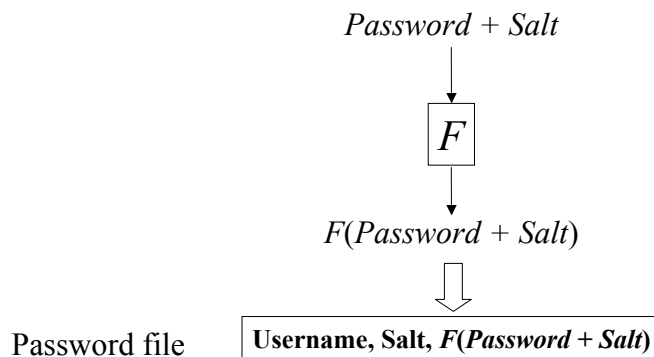 Password + Salt
F
F(Password + Salt)
Password file
Username, Salt, F(Password + Salt)